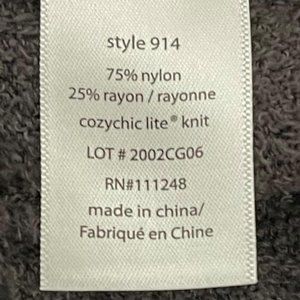 style 914
75% nylon
25% rayon / rayonne
cozychic lite® knit
LOT # 2002CG06
RN#111248
made in china/
Fabriqué en Chine